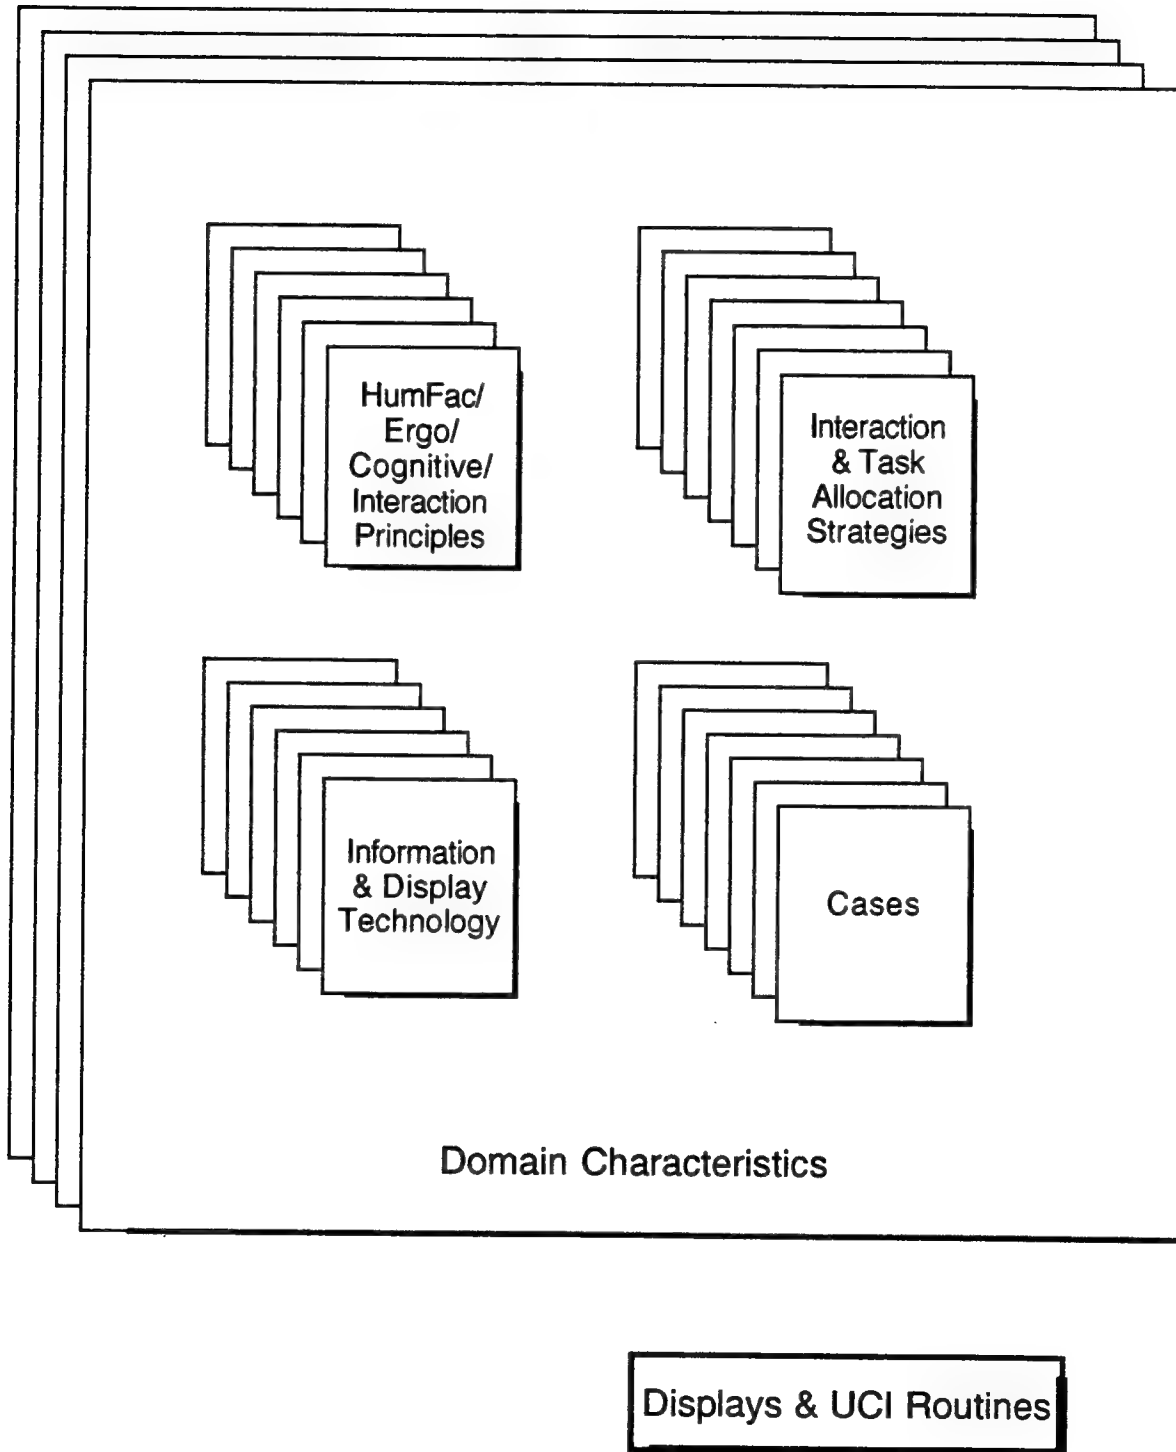 HumFac/
Ergo/
Cognitive/
Interaction
Principles
Interaction
& Task
Allocation
Strategies
Information
& Display
Technology
Cases
Domain Characteristics
Displays & UCI Routines